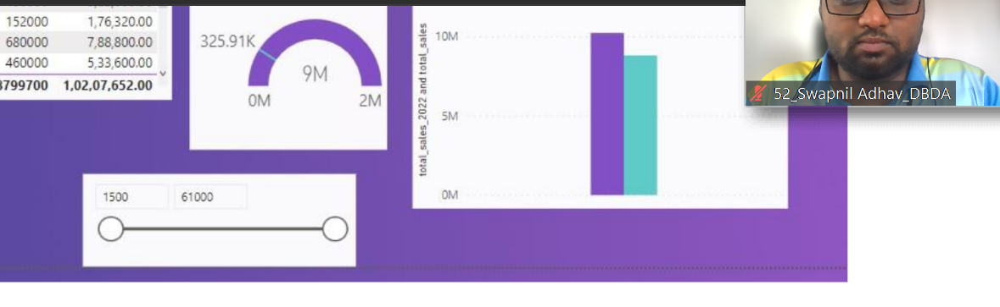 152000 1,76,320.00
680000 7,88,800.00
460000 5,33,600.00
3799700 1,02,07,652.00
325.91K
9M
0M 2M
total_sales_2022 and total_sales
10M
5M
0M
1500 61000
52_Swapnil Adhav_DBDA